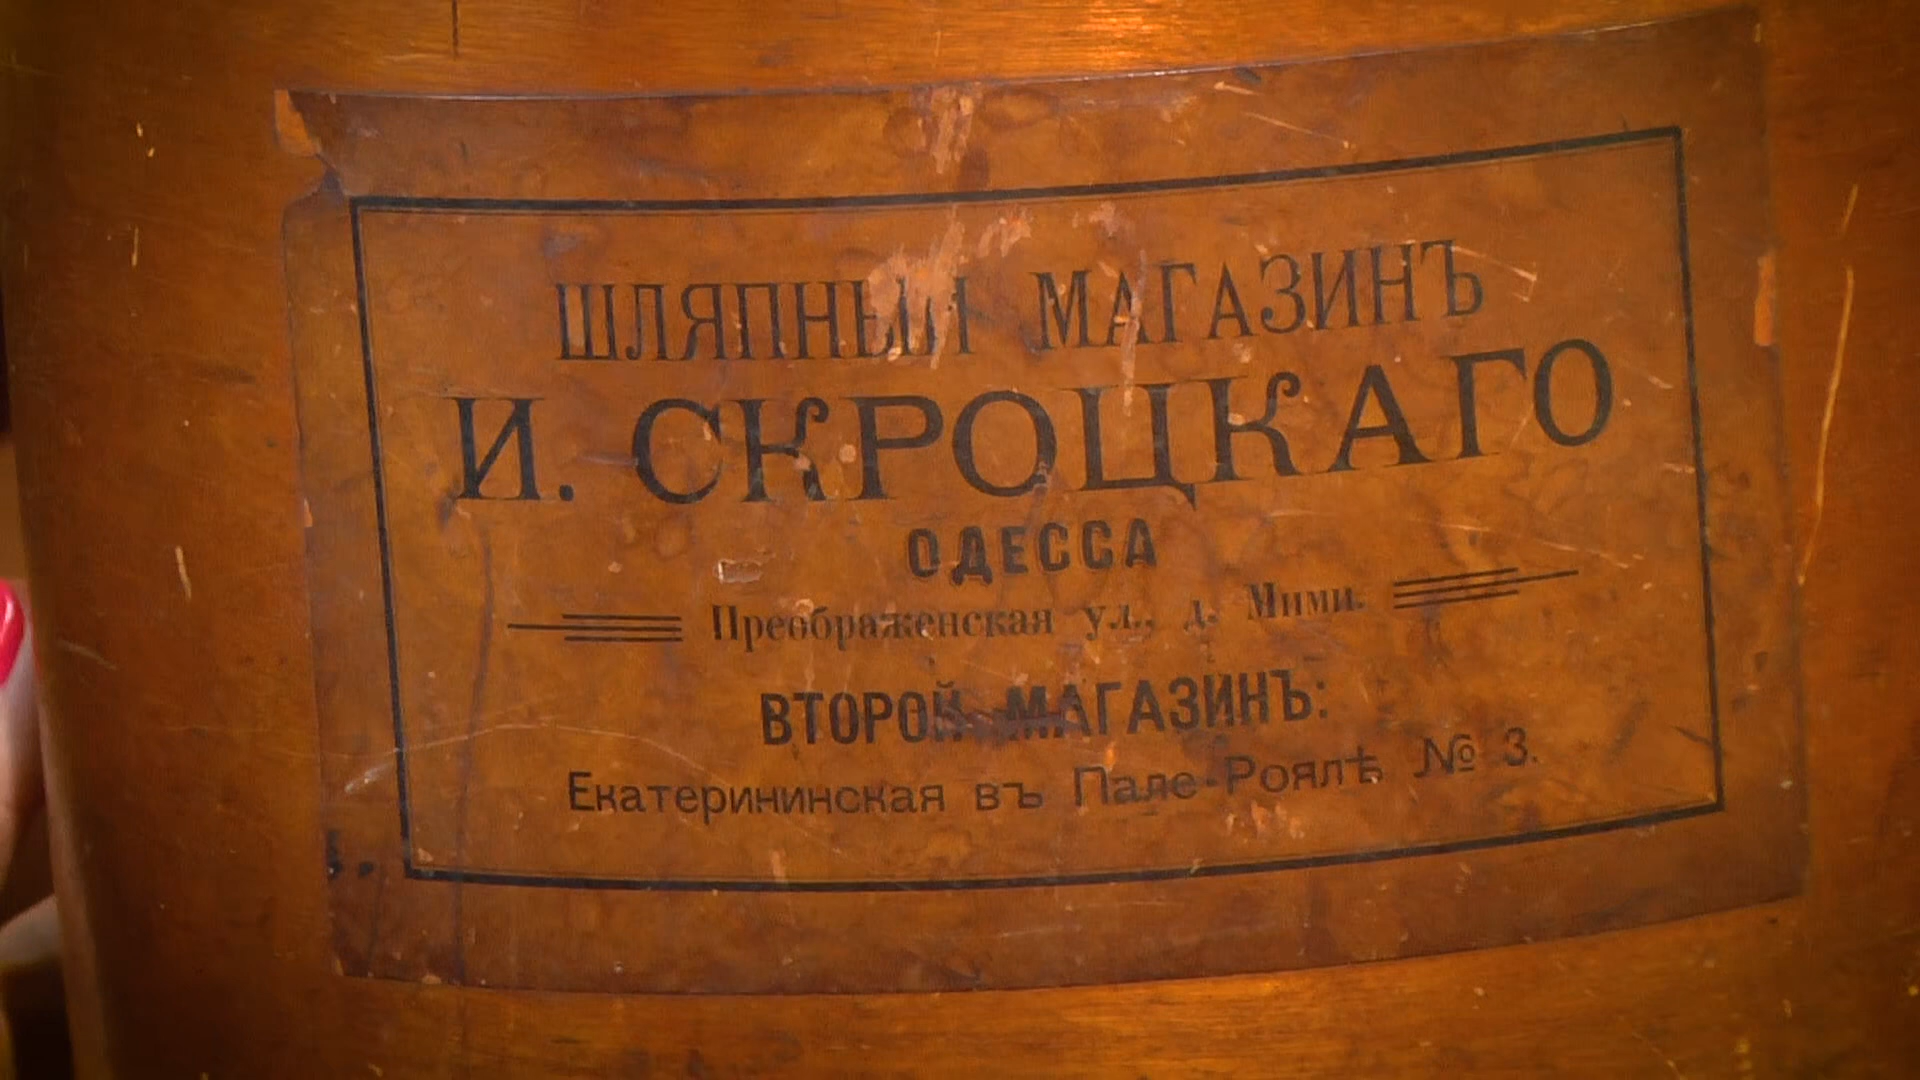 ШЛЯПНЫЙ МАГАЗИНЪ
И. СКРОЦКАГО
ОДЕССА
Преображенская ул., д. Мими.
ВТОРОЙ МАГАЗИНЪ:
Екатерининская въ Пале-Роялѣ № 3.